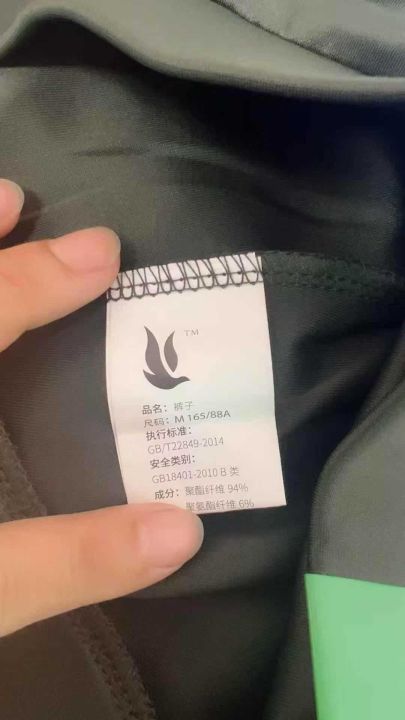 TM
品名：裤子
尺码：M 165/88A
执行标准：
GB/T22849-2014
安全类别：
GB18401-2010 B 类
成分：聚酯纤维 94%
聚氨酯纤维 6%